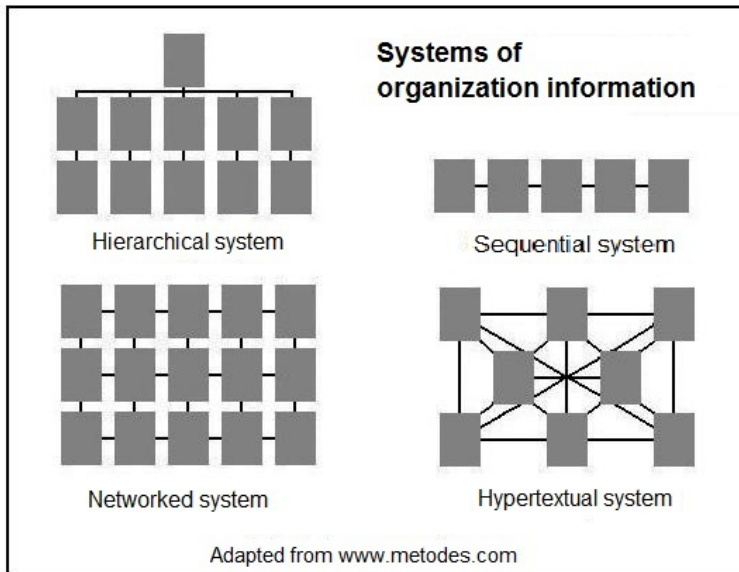 Systems of
organization information
Hierarchical system
Sequential system
Networked system
Hypertextual system
Adapted from www.metodes.com